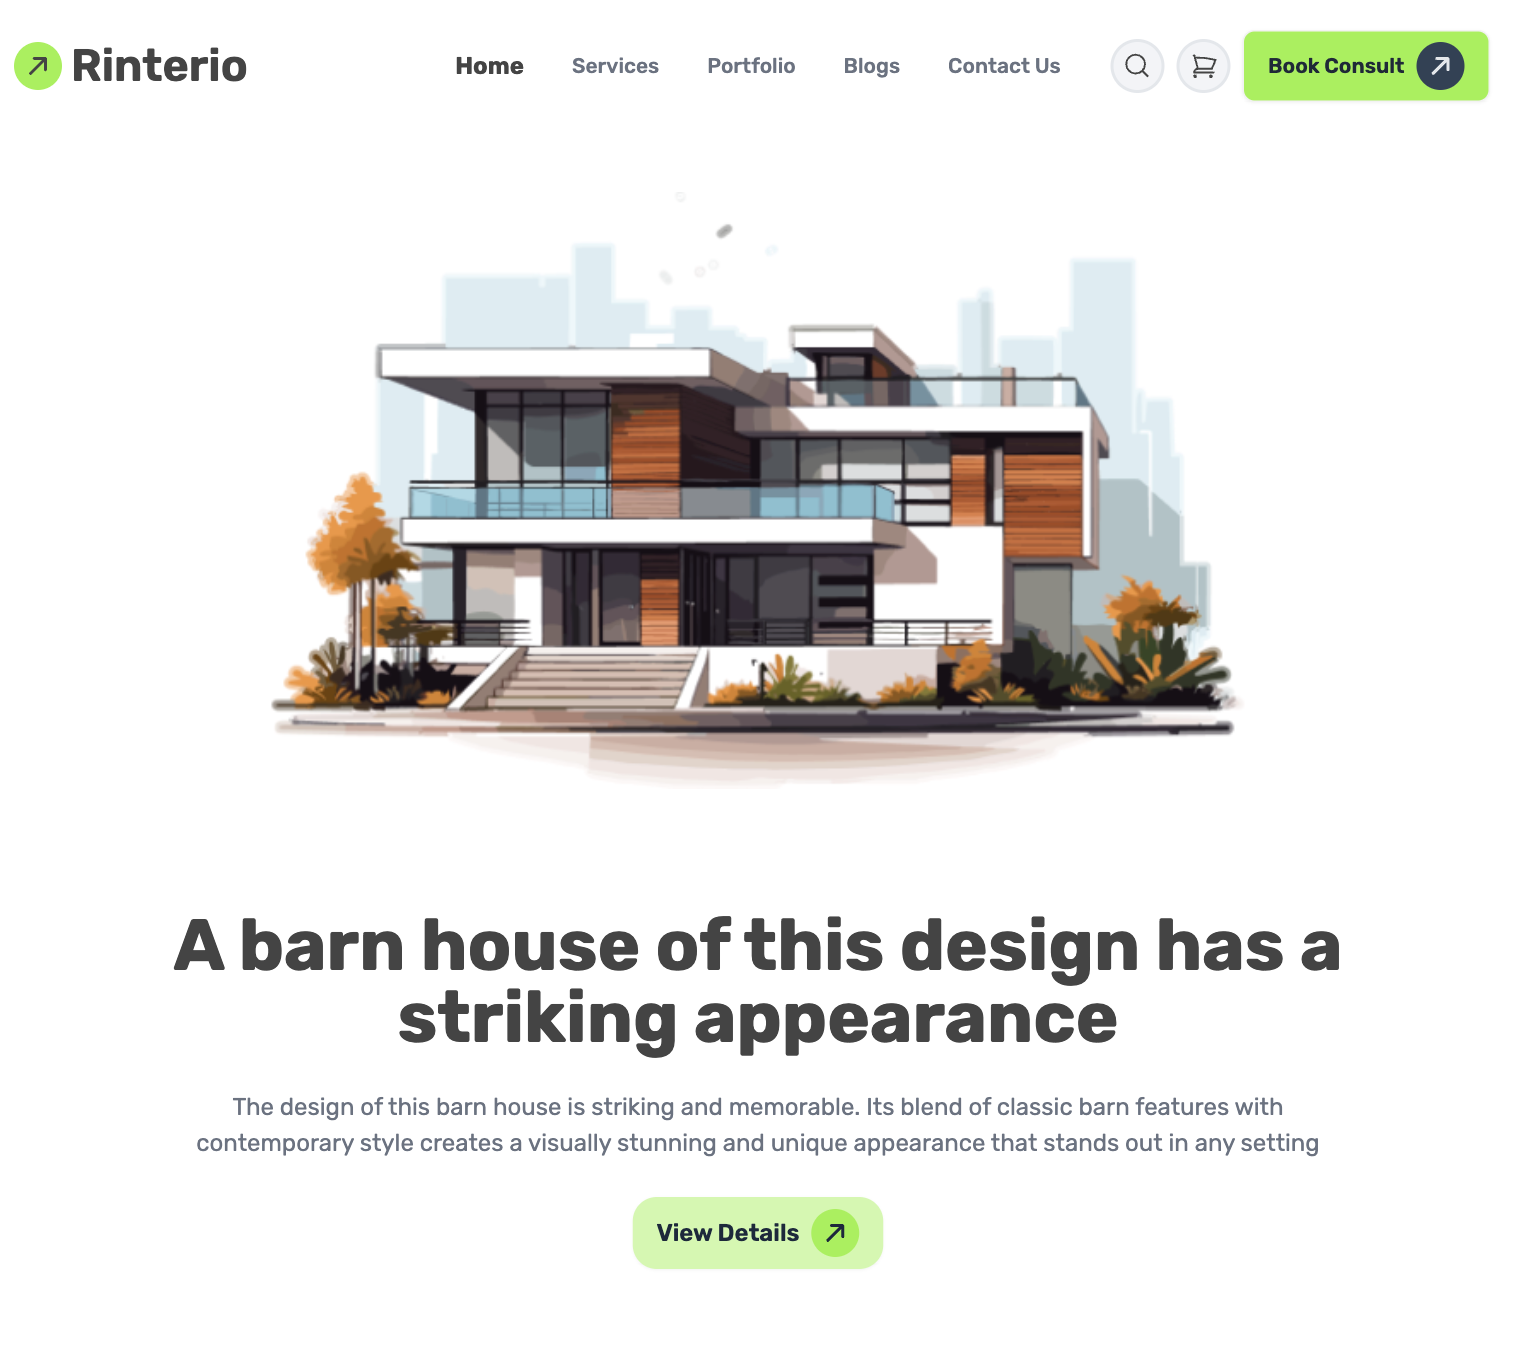 Rinterio
Home Services Portfolio Blogs Contact Us Book Consult
A barn house of this design has a
striking appearance
The design of this barn house is striking and memorable. Its blend of classic barn features with
contemporary style creates a visually stunning and unique appearance that stands out in any setting
View Details